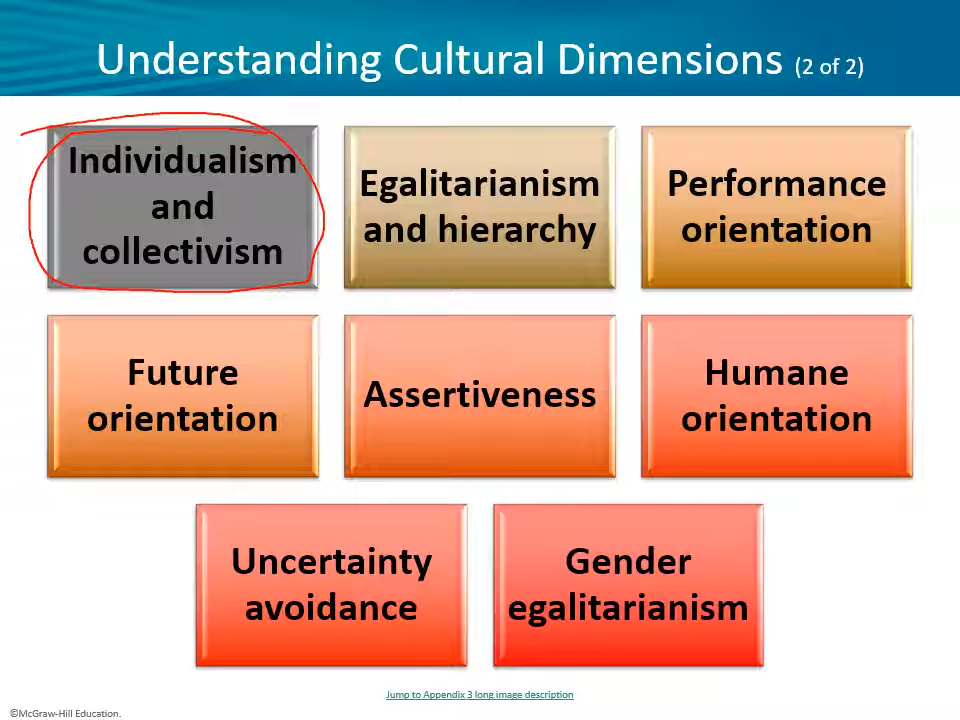 Understanding Cultural Dimensions (2 of 2)
Individualism
and
collectivism
Egalitarianism
and hierarchy
Performance
orientation
Future
orientation
Assertiveness
Humane
orientation
Uncertainty
avoidance
Gender
egalitarianism
Jump to Appendix 3 long image description
©McGraw-Hill Education.